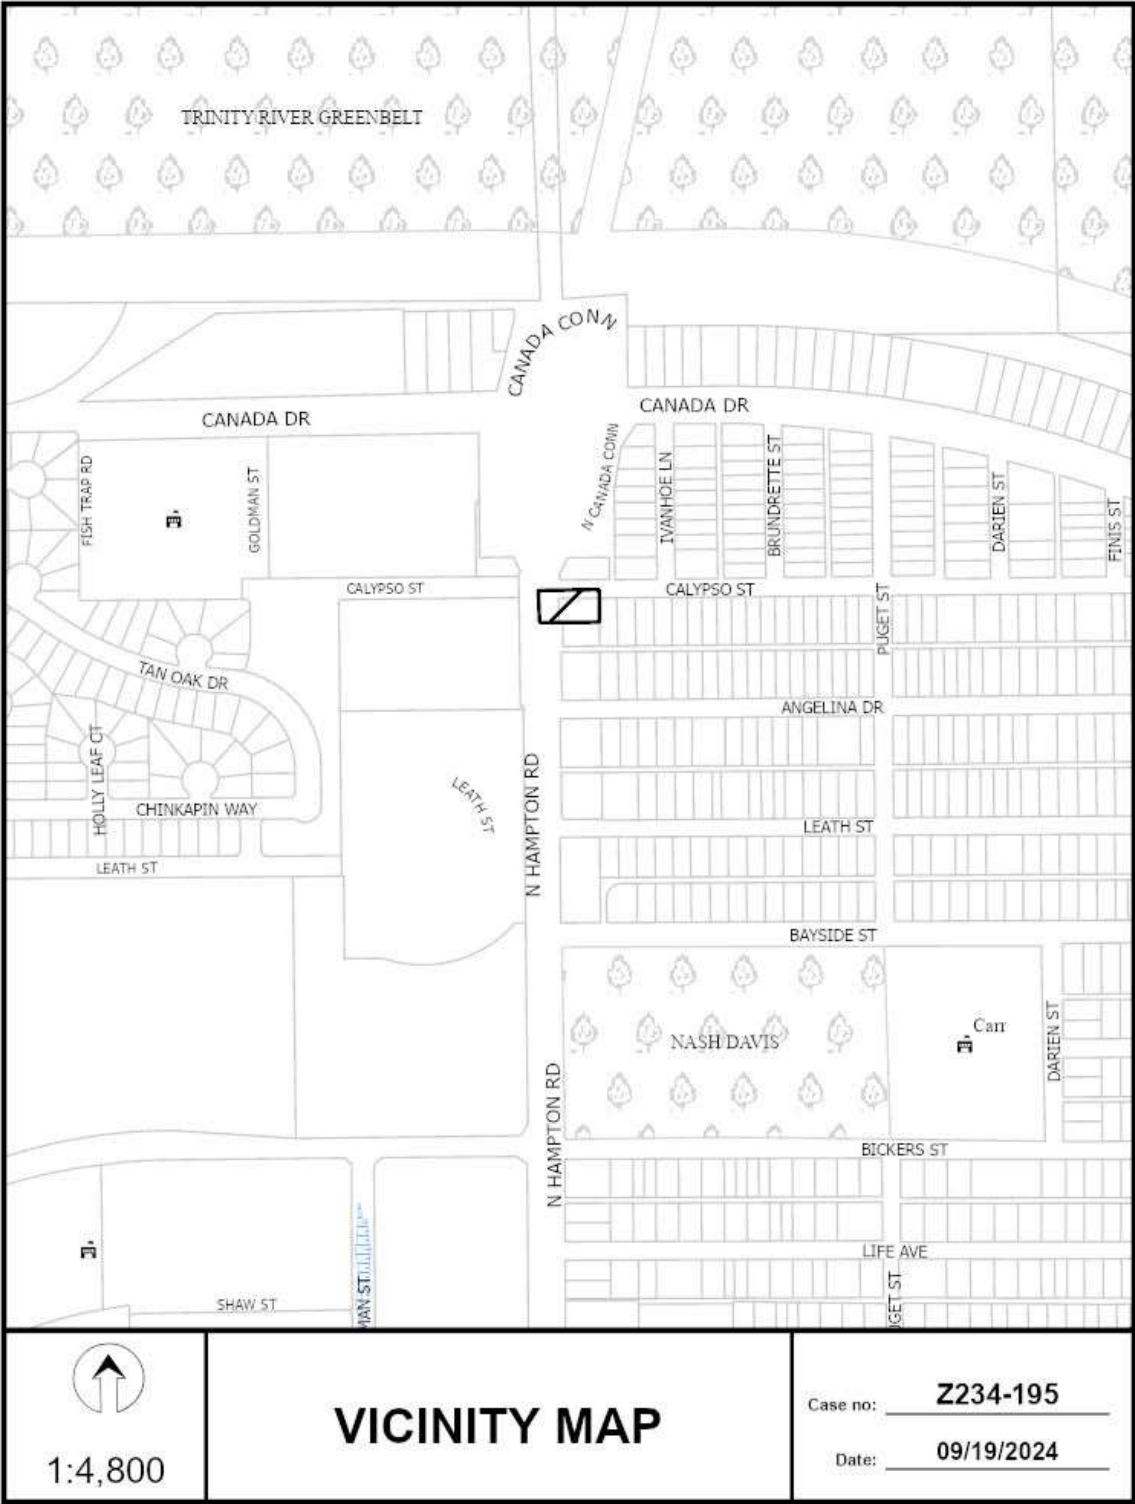 TRINITY RIVER GREENBELT
CANADA CONN
CANADA DR
CANADA DR
N CANADA CONN
FISH TRAP RD
GOLDMAN ST
IVANHOE LN
BRUNDRETTE ST
DARIEN ST
FINIS ST
CALYPSO ST
CALYPSO ST
PUGET ST
TAN OAK DR
ANGELINA DR
HOLLY LEAF CT
CHINKAPIN WAY
LEATH ST
N HAMPTON RD
LEATH ST
LEATH ST
BAYSIDE ST
NASH DAVIS
Carr
DARIEN ST
N HAMPTON RD
BICKERS ST
LIFE AVE
SHAW ST
MAN ST
GET ST
1:4,800
VICINITY MAP
Case no: Z234-195
Date: 09/19/2024